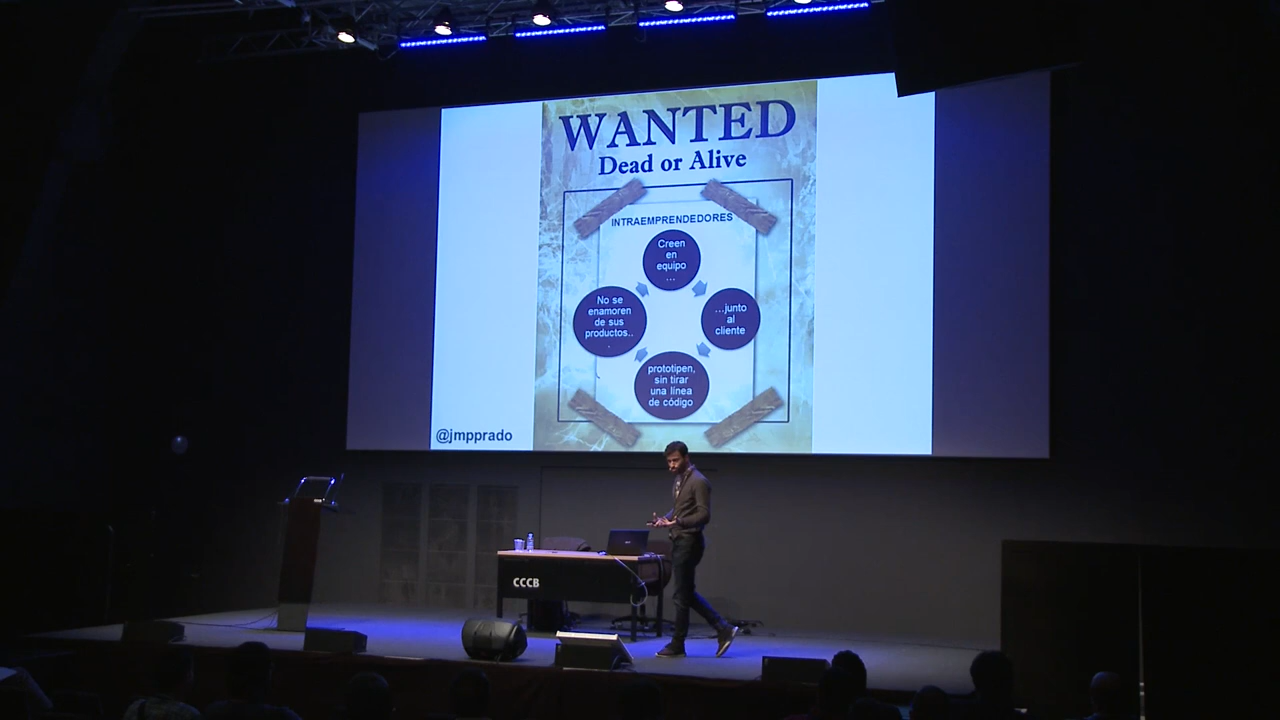 WANTED
Dead or Alive
INTRAEMPRENDEDORES
Creen
en
equipo
...
...junto
al
cliente
prototipen,
sin tirar
una línea
de código
No se
enamoren
de sus
productos..
.
@jmpprado
CCCB